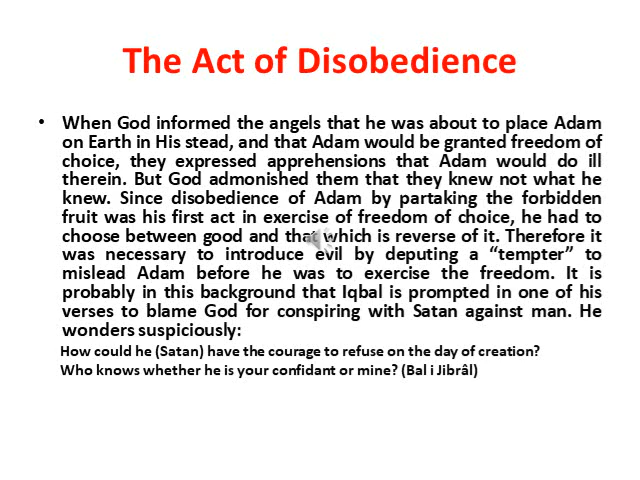 The Act of Disobedience
• When God informed the angels that he was about to place Adam
on Earth in His stead, and that Adam would be granted freedom of
choice, they expressed apprehensions that Adam would do ill
therein. But God admonished them that they knew not what he
knew. Since disobedience of Adam by partaking the forbidden
fruit was his first act in exercise of freedom of choice, he had to
choose between good and that which is reverse of it. Therefore it
was necessary to introduce evil by deputing a “tempter” to
mislead Adam before he was to exercise the freedom. It is
probably in this background that Iqbal is prompted in one of his
verses to blame God for conspiring with Satan against man. He
wonders suspiciously:
How could he (Satan) have the courage to refuse on the day of creation?
Who knows whether he is your confidant or mine? (Bal i Jibrâl)